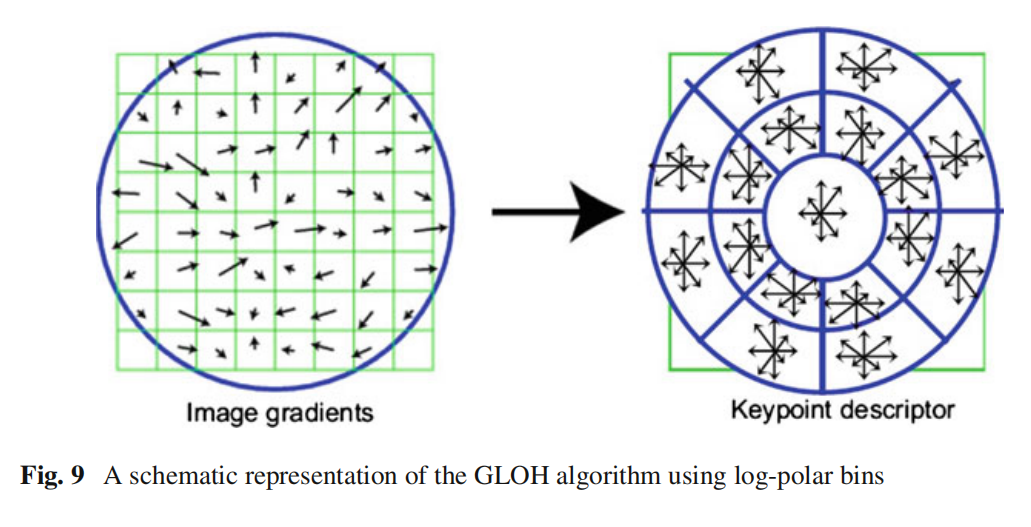 Image gradients
Keypoint descriptor
Fig. 9 A schematic representation of the GLOH algorithm using log-polar bins